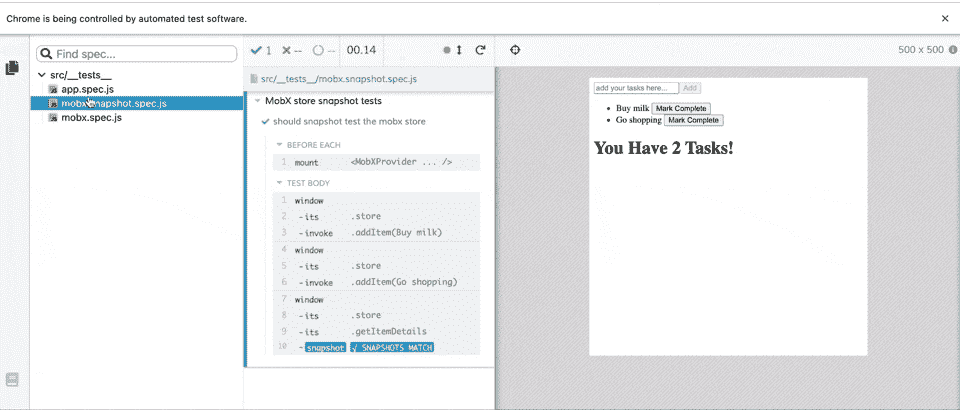 Chrome is being controlled by automated test software. ×
Find spec...
src/__tests__
app.spec.js
mobx.snapshot.spec.js
mobx.spec.js
1 -- -- 00.14
500 x 500
src/__tests__/mobx.snapshot.spec.js
MobX store snapshot tests
should snapshot test the mobx store
BEFORE EACH
1 mount <MobXProvider ... />
TEST BODY
1 window
2 -its .store
3 -invoke .addItem(Buy milk)
4 window
5 -its .store
6 -invoke .addItem(Go shopping)
7 window
8 -its .store
9 -its .getItemDetails
10 -snapshot √ SNAPSHOTS MATCH
add your tasks here... Add
Buy milk Mark Complete
Go shopping Mark Complete
You Have 2 Tasks!